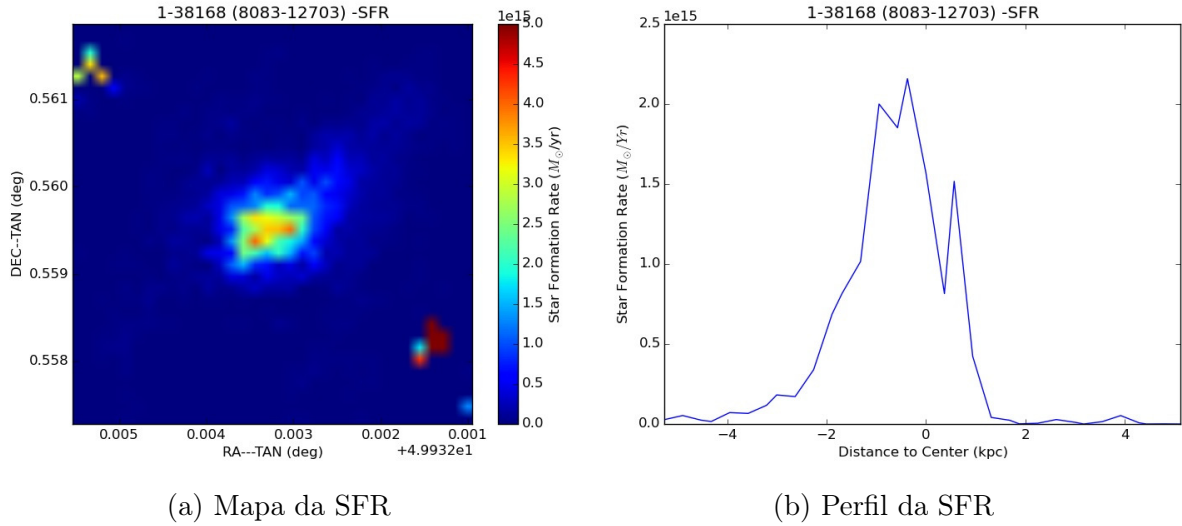 1-38168 (8083-12703) -SFR
1e15
5.0
4.5
4.0
3.5
3.0
2.5
2.0
1.5
1.0
0.5
0.0
Star Formation Rate (M☉/yr)
0.561
0.560
0.559
0.558
DEC--TAN (deg)
0.005 0.004 0.003 0.002 0.001
RA---TAN (deg)
+4.9932e1
(a) Mapa da SFR
1-38168 (8083-12703) -SFR
1e15
2.5
2.0
1.5
1.0
0.5
0.0
Star Formation Rate (M☉/Yr)
−4 −2 0 2 4
Distance to Center (kpc)
(b) Perfil da SFR